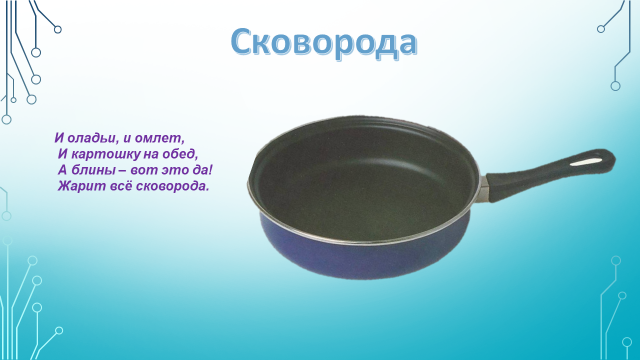 Сковорода
И оладьи, и омлет,
И картошку на обед,
А блины – вот это да!
Жарит всё сковорода.